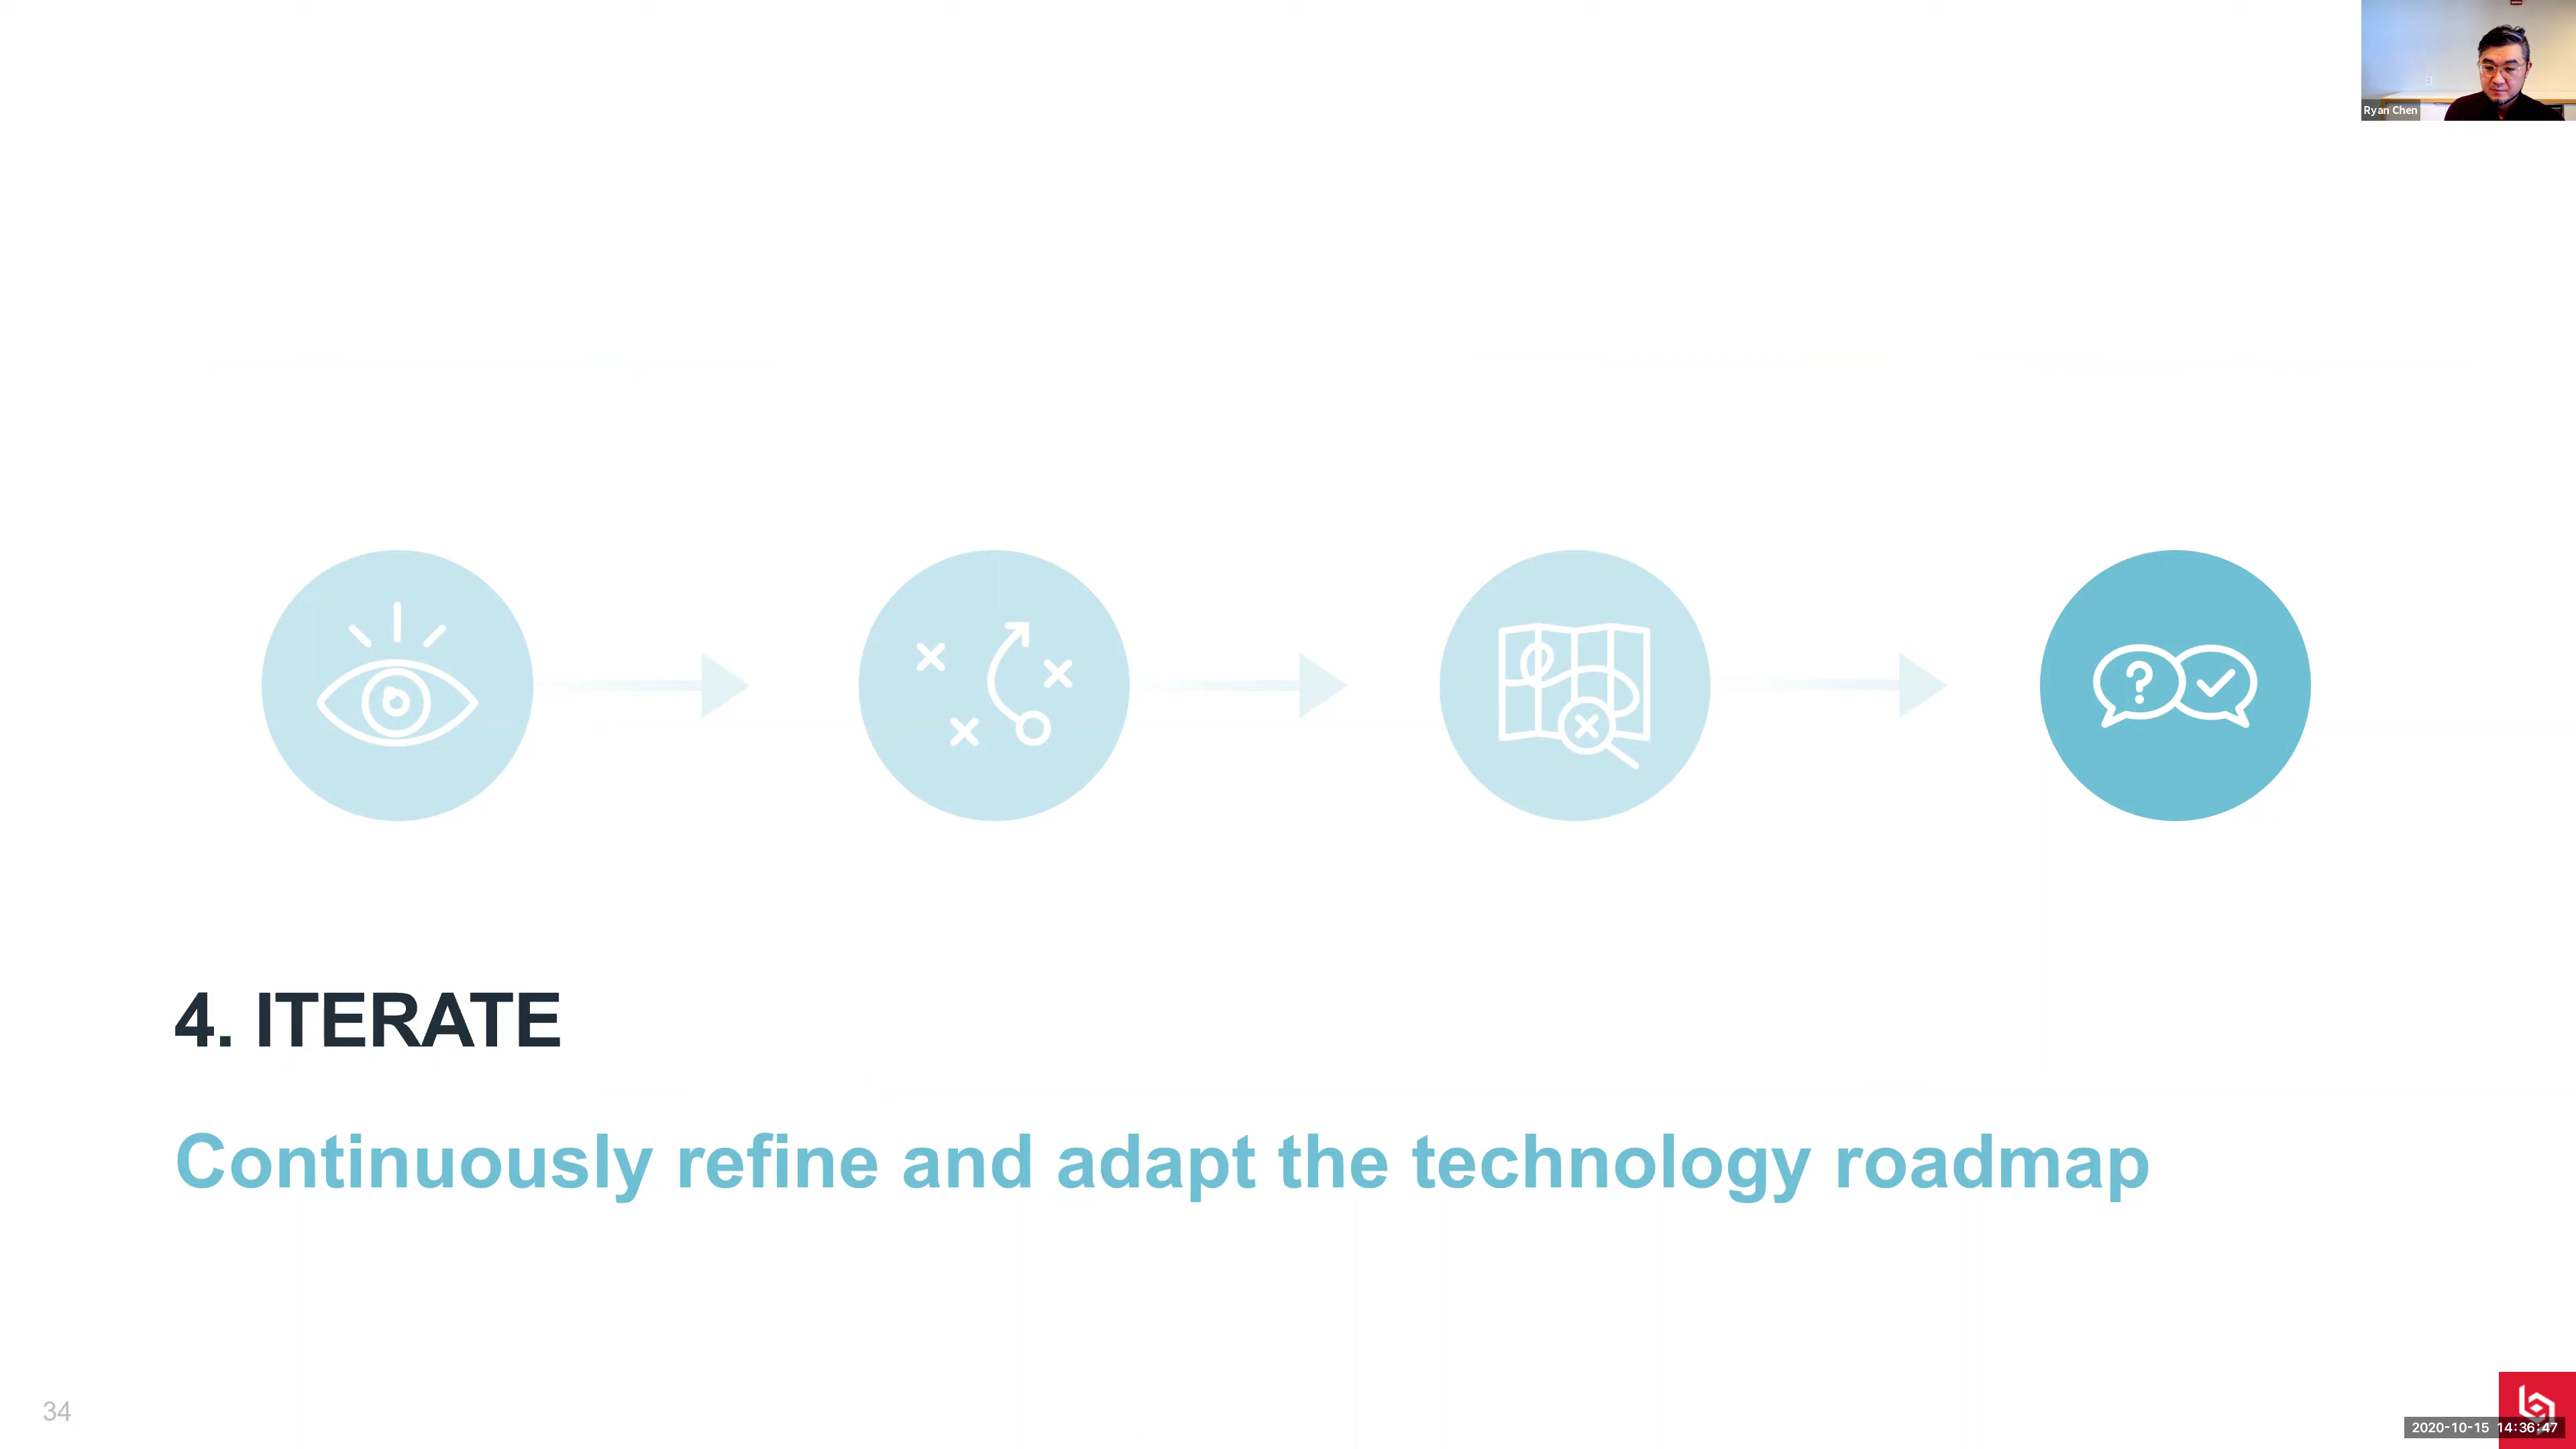 Ryan Chen
4. ITERATE
Continuously refine and adapt the technology roadmap
34
2020-10-15 14:36:47